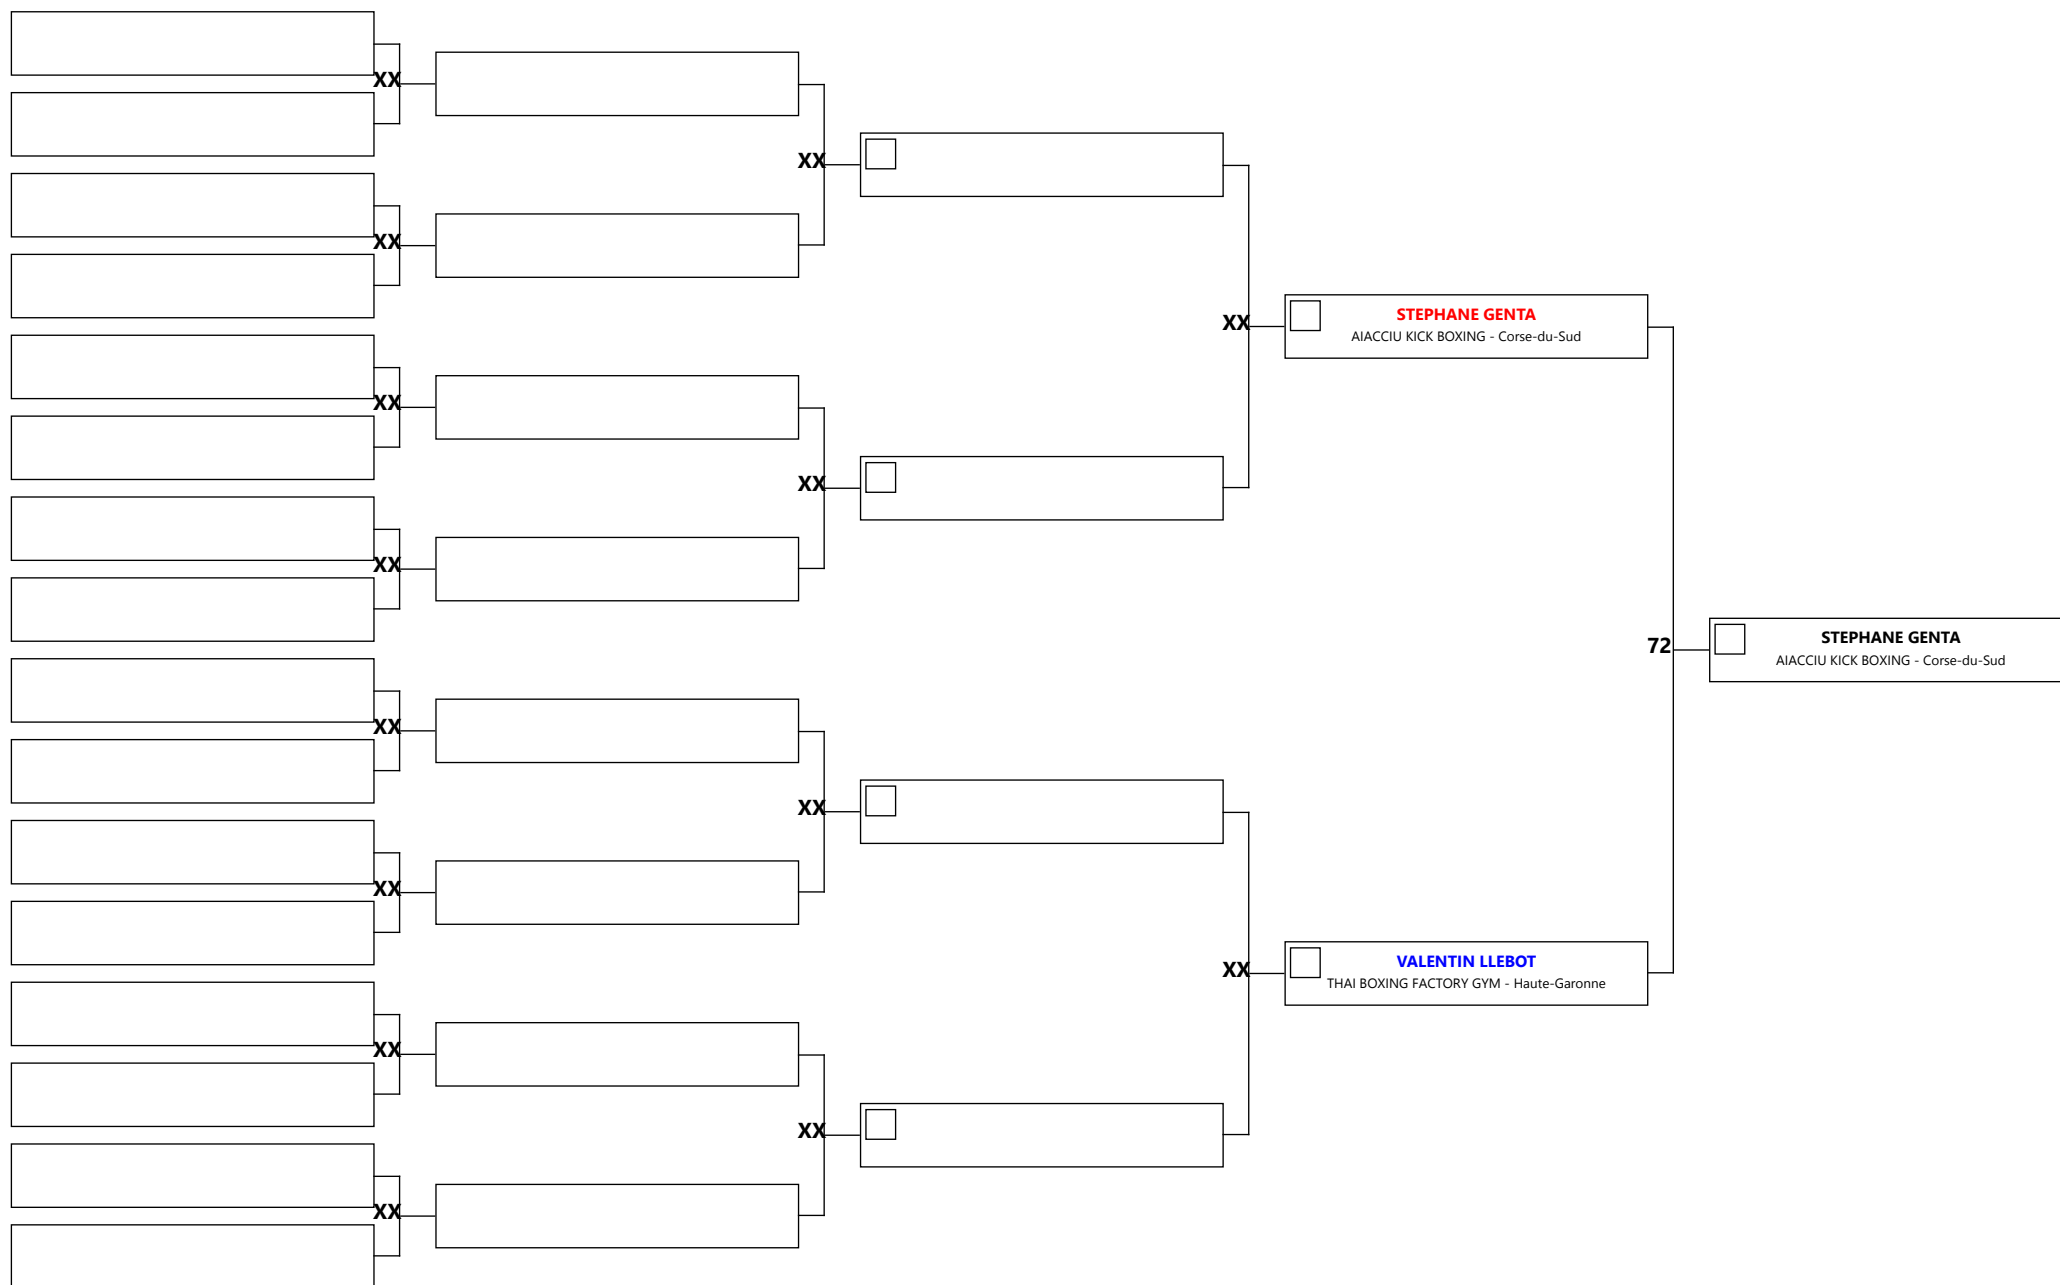 XX
XX
XX
XX
XX
XX
XX
STEPHANE GENTA
AIACCIU KICK BOXING - Corse-du-Sud
XX
XX
XX
XX
XX
XX
XX
VALENTIN LLEBOT
THAI BOXING FACTORY GYM - Haute-Garonne
72
STEPHANE GENTA
AIACCIU KICK BOXING - Corse-du-Sud